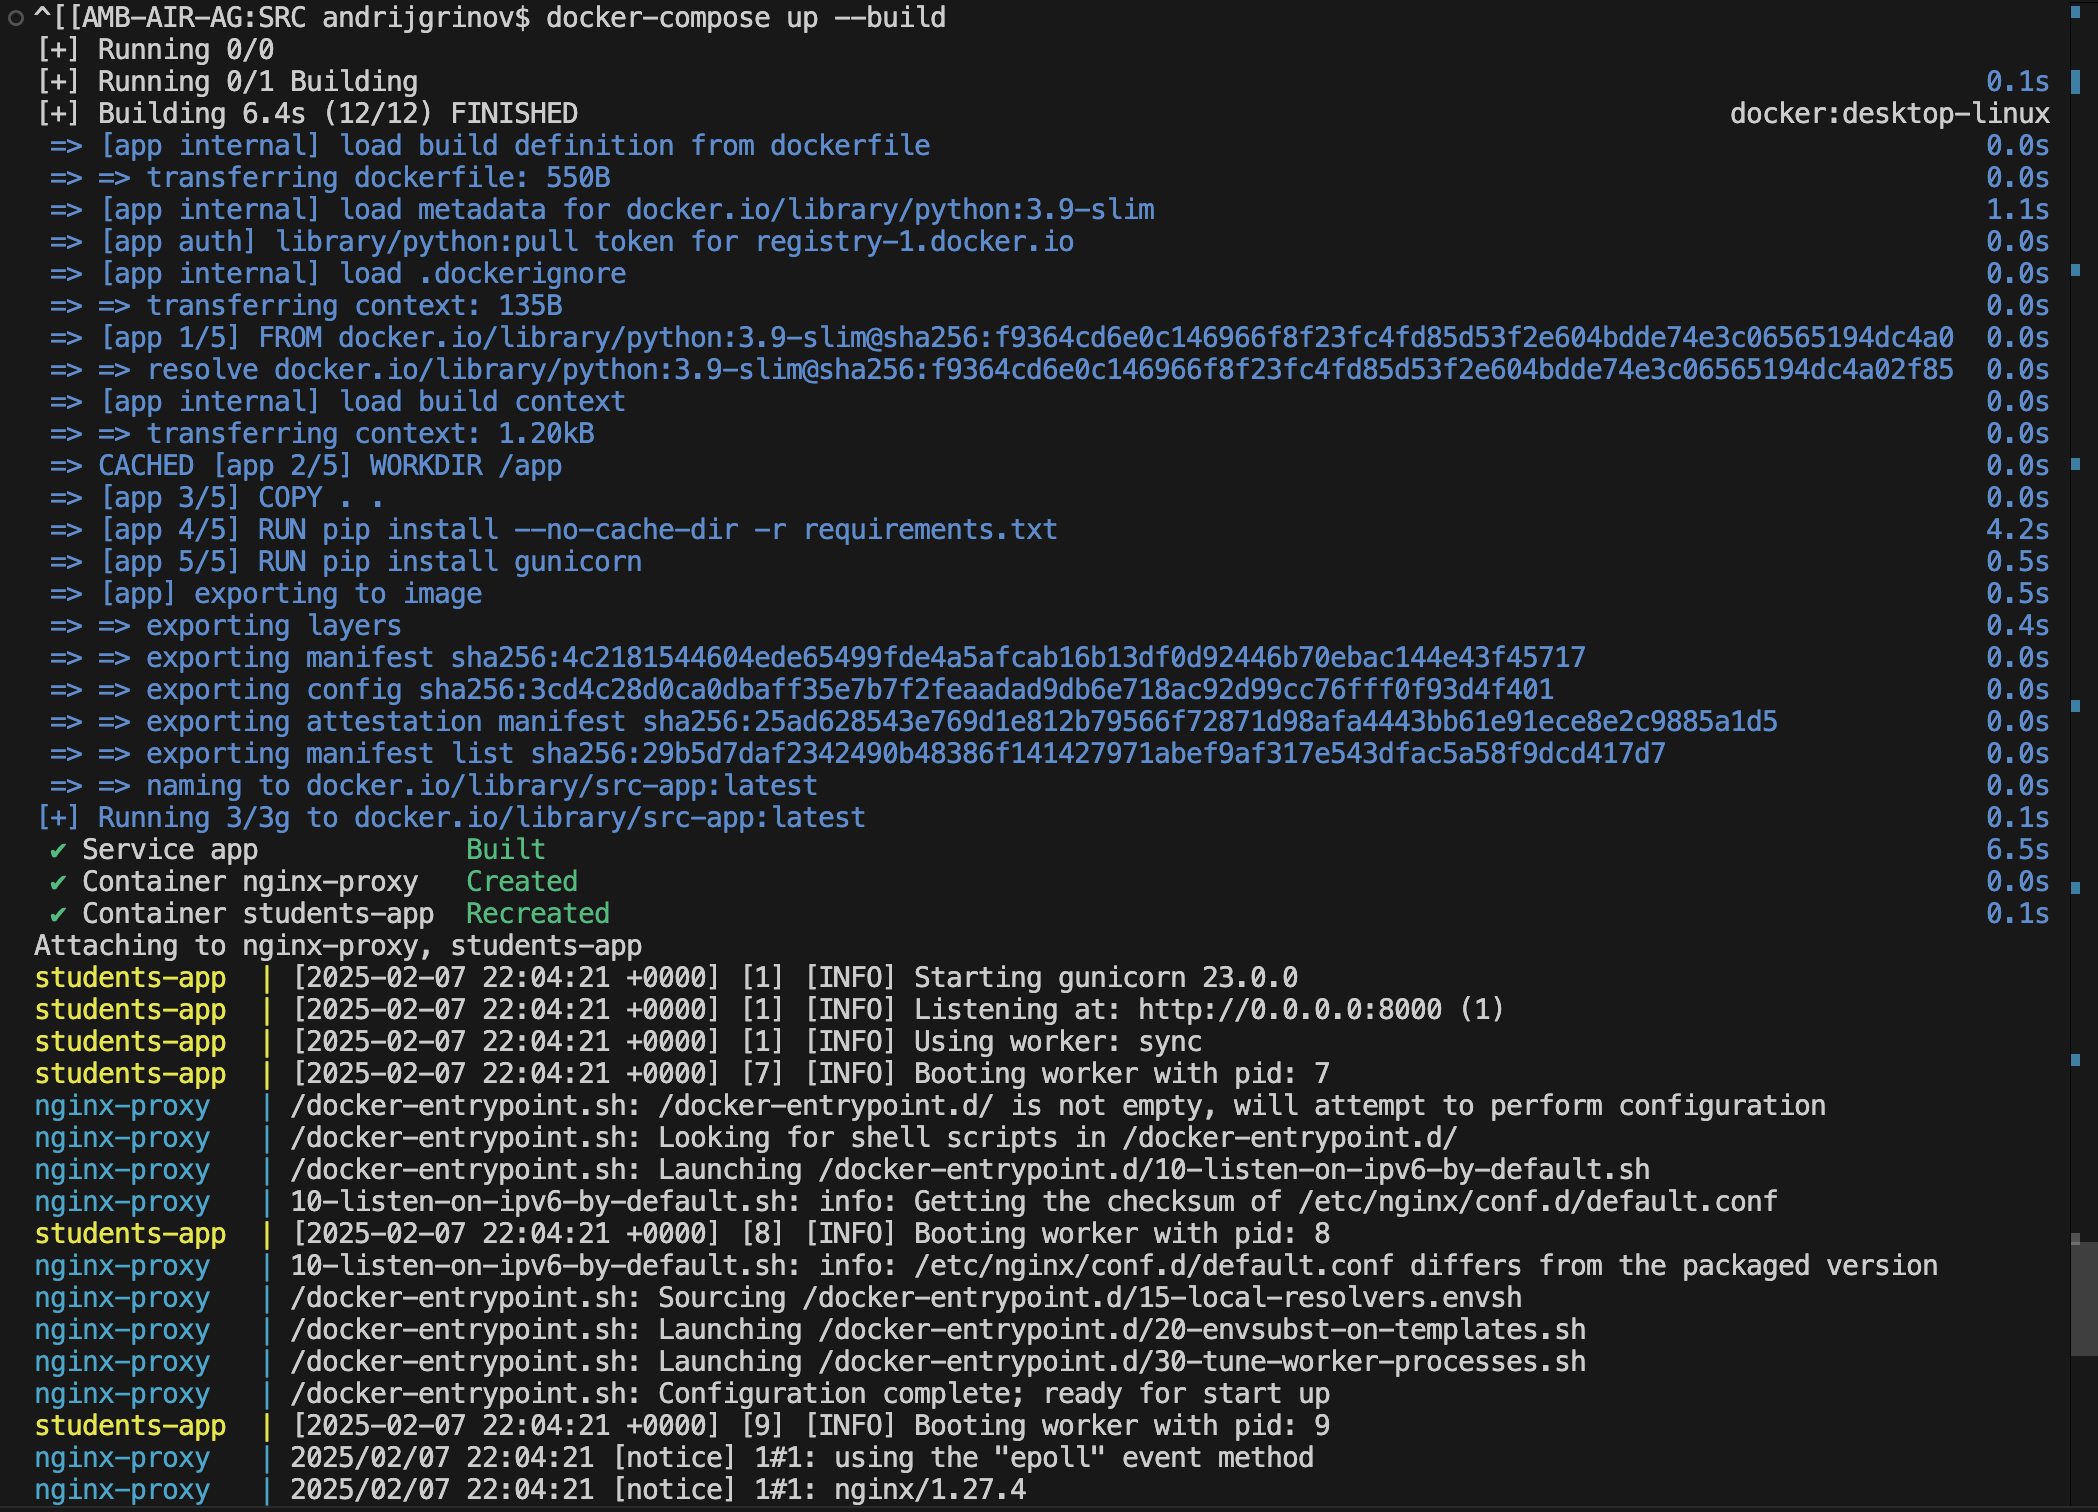 ^[[AMB-AIR-AG:SRC andrijgrinov$ docker-compose up --build
[+] Running 0/0
[+] Running 0/1 Building 0.1s
[+] Building 6.4s (12/12) FINISHED docker:desktop-linux
=> [app internal] load build definition from dockerfile 0.0s
=> => transferring dockerfile: 550B 0.0s
=> [app internal] load metadata for docker.io/library/python:3.9-slim 1.1s
=> [app auth] library/python:pull token for registry-1.docker.io 0.0s
=> [app internal] load .dockerignore 0.0s
=> => transferring context: 135B 0.0s
=> [app 1/5] FROM docker.io/library/python:3.9-slim@sha256:f9364cd6e0c146966f8f23fc4fd85d53f2e604bdde74e3c06565194dc4a0 0.0s
=> => resolve docker.io/library/python:3.9-slim@sha256:f9364cd6e0c146966f8f23fc4fd85d53f2e604bdde74e3c06565194dc4a02f85 0.0s
=> [app internal] load build context 0.0s
=> => transferring context: 1.20kB 0.0s
=> CACHED [app 2/5] WORKDIR /app 0.0s
=> [app 3/5] COPY . . 0.0s
=> [app 4/5] RUN pip install --no-cache-dir -r requirements.txt 4.2s
=> [app 5/5] RUN pip install gunicorn 0.5s
=> [app] exporting to image 0.5s
=> => exporting layers 0.4s
=> => exporting manifest sha256:4c2181544604ede65499fde4a5afcab16b13df0d92446b70ebac144e43f45717 0.0s
=> => exporting config sha256:3cd4c28d0ca0dbaff35e7b7f2feaadad9db6e718ac92d99cc76fff0f93d4f401 0.0s
=> => exporting attestation manifest sha256:25ad628543e769d1e812b79566f72871d98afa4443bb61e91ece8e2c9885a1d5 0.0s
=> => exporting manifest list sha256:29b5d7daf2342490b48386f141427971abef9af317e543dfac5a58f9dcd417d7 0.0s
=> => naming to docker.io/library/src-app:latest 0.0s
[+] Running 3/3g to docker.io/library/src-app:latest 0.1s
✔ Service app Built 6.5s
✔ Container nginx-proxy Created 0.0s
✔ Container students-app Recreated 0.1s
Attaching to nginx-proxy, students-app
students-app | [2025-02-07 22:04:21 +0000] [1] [INFO] Starting gunicorn 23.0.0
students-app | [2025-02-07 22:04:21 +0000] [1] [INFO] Listening at: http://0.0.0.0:8000 (1)
students-app | [2025-02-07 22:04:21 +0000] [1] [INFO] Using worker: sync
students-app | [2025-02-07 22:04:21 +0000] [7] [INFO] Booting worker with pid: 7
nginx-proxy | /docker-entrypoint.sh: /docker-entrypoint.d/ is not empty, will attempt to perform configuration
nginx-proxy | /docker-entrypoint.sh: Looking for shell scripts in /docker-entrypoint.d/
nginx-proxy | /docker-entrypoint.sh: Launching /docker-entrypoint.d/10-listen-on-ipv6-by-default.sh
nginx-proxy | 10-listen-on-ipv6-by-default.sh: info: Getting the checksum of /etc/nginx/conf.d/default.conf
students-app | [2025-02-07 22:04:21 +0000] [8] [INFO] Booting worker with pid: 8
nginx-proxy | 10-listen-on-ipv6-by-default.sh: info: /etc/nginx/conf.d/default.conf differs from the packaged version
nginx-proxy | /docker-entrypoint.sh: Sourcing /docker-entrypoint.d/15-local-resolvers.envsh
nginx-proxy | /docker-entrypoint.sh: Launching /docker-entrypoint.d/20-envsubst-on-templates.sh
nginx-proxy | /docker-entrypoint.sh: Launching /docker-entrypoint.d/30-tune-worker-processes.sh
nginx-proxy | /docker-entrypoint.sh: Configuration complete; ready for start up
students-app | [2025-02-07 22:04:21 +0000] [9] [INFO] Booting worker with pid: 9
nginx-proxy | 2025/02/07 22:04:21 [notice] 1#1: using the "epoll" event method
nginx-proxy | 2025/02/07 22:04:21 [notice] 1#1: nginx/1.27.4